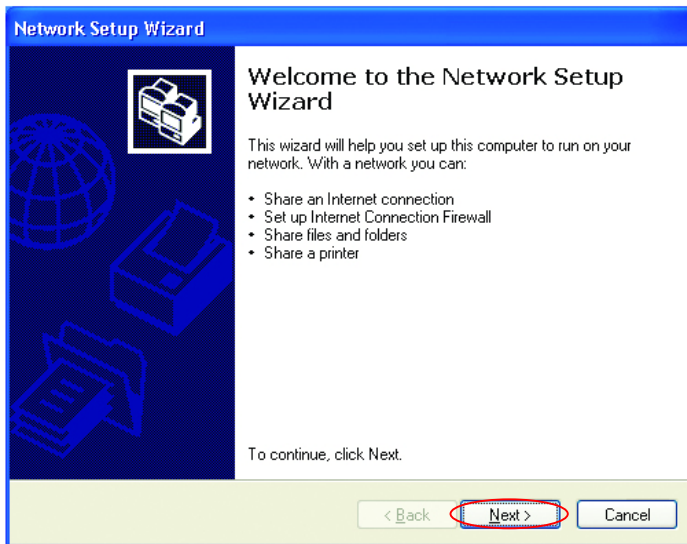 Network Setup Wizard
Welcome to the Network Setup
Wizard
This wizard will help you set up this computer to run on your
network. With a network you can:
• Share an Internet connection
• Set up Internet Connection Firewall
• Share files and folders
• Share a printer
To continue, click Next.
< Back
Next >
Cancel